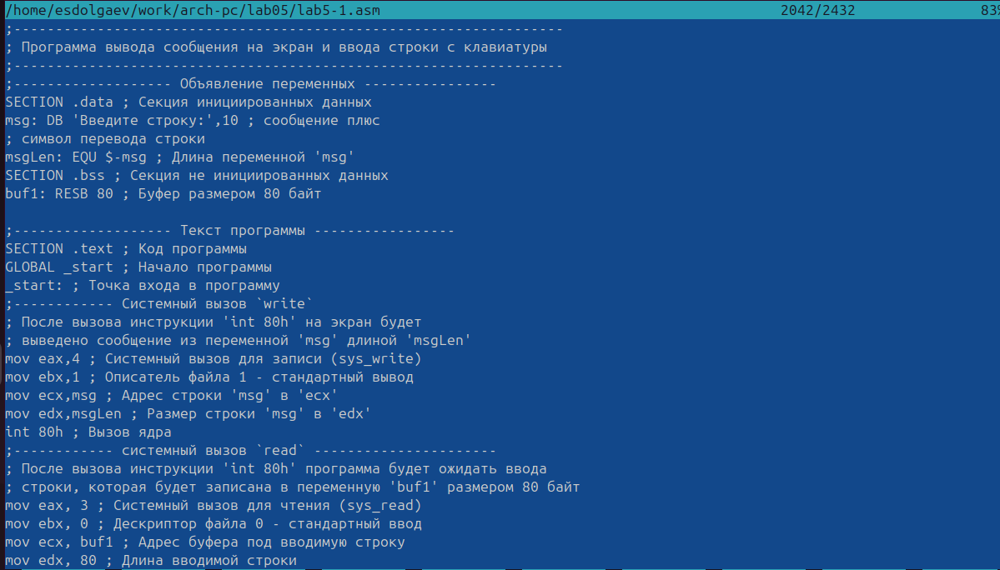 /home/esdolgaev/work/arch-pc/lab05/lab5-1.asm 2042/2432 83%
;------------------------------------------------------------------
; Программа вывода сообщения на экран и ввода строки с клавиатуры
;------------------------------------------------------------------
;------------------- Объявление переменных ----------------
SECTION .data ; Секция инициированных данных
msg: DB 'Введите строку:',10 ; сообщение плюс
; символ перевода строки
msgLen: EQU $-msg ; Длина переменной 'msg'
SECTION .bss ; Секция не инициированных данных
buf1: RESB 80 ; Буфер размером 80 байт
;------------------- Текст программы -----------------
SECTION .text ; Код программы
GLOBAL _start ; Начало программы
_start: ; Точка входа в программу
;------------ Системный вызов `write`
; После вызова инструкции 'int 80h' на экран будет
; выведено сообщение из переменной 'msg' длиной 'msgLen'
mov eax,4 ; Системный вызов для записи (sys_write)
mov ebx,1 ; Описатель файла 1 - стандартный вывод
mov ecx,msg ; Адрес строки 'msg' в 'ecx'
mov edx,msgLen ; Размер строки 'msg' в 'edx'
int 80h ; Вызов ядра
;------------ системный вызов `read` ----------------------
; После вызова инструкции 'int 80h' программа будет ожидать ввода
; строки, которая будет записана в переменную 'buf1' размером 80 байт
mov eax, 3 ; Системный вызов для чтения (sys_read)
mov ebx, 0 ; Дескриптор файла 0 - стандартный ввод
mov ecx, buf1 ; Адрес буфера под вводимую строку
mov edx, 80 ; Длина вводимой строки